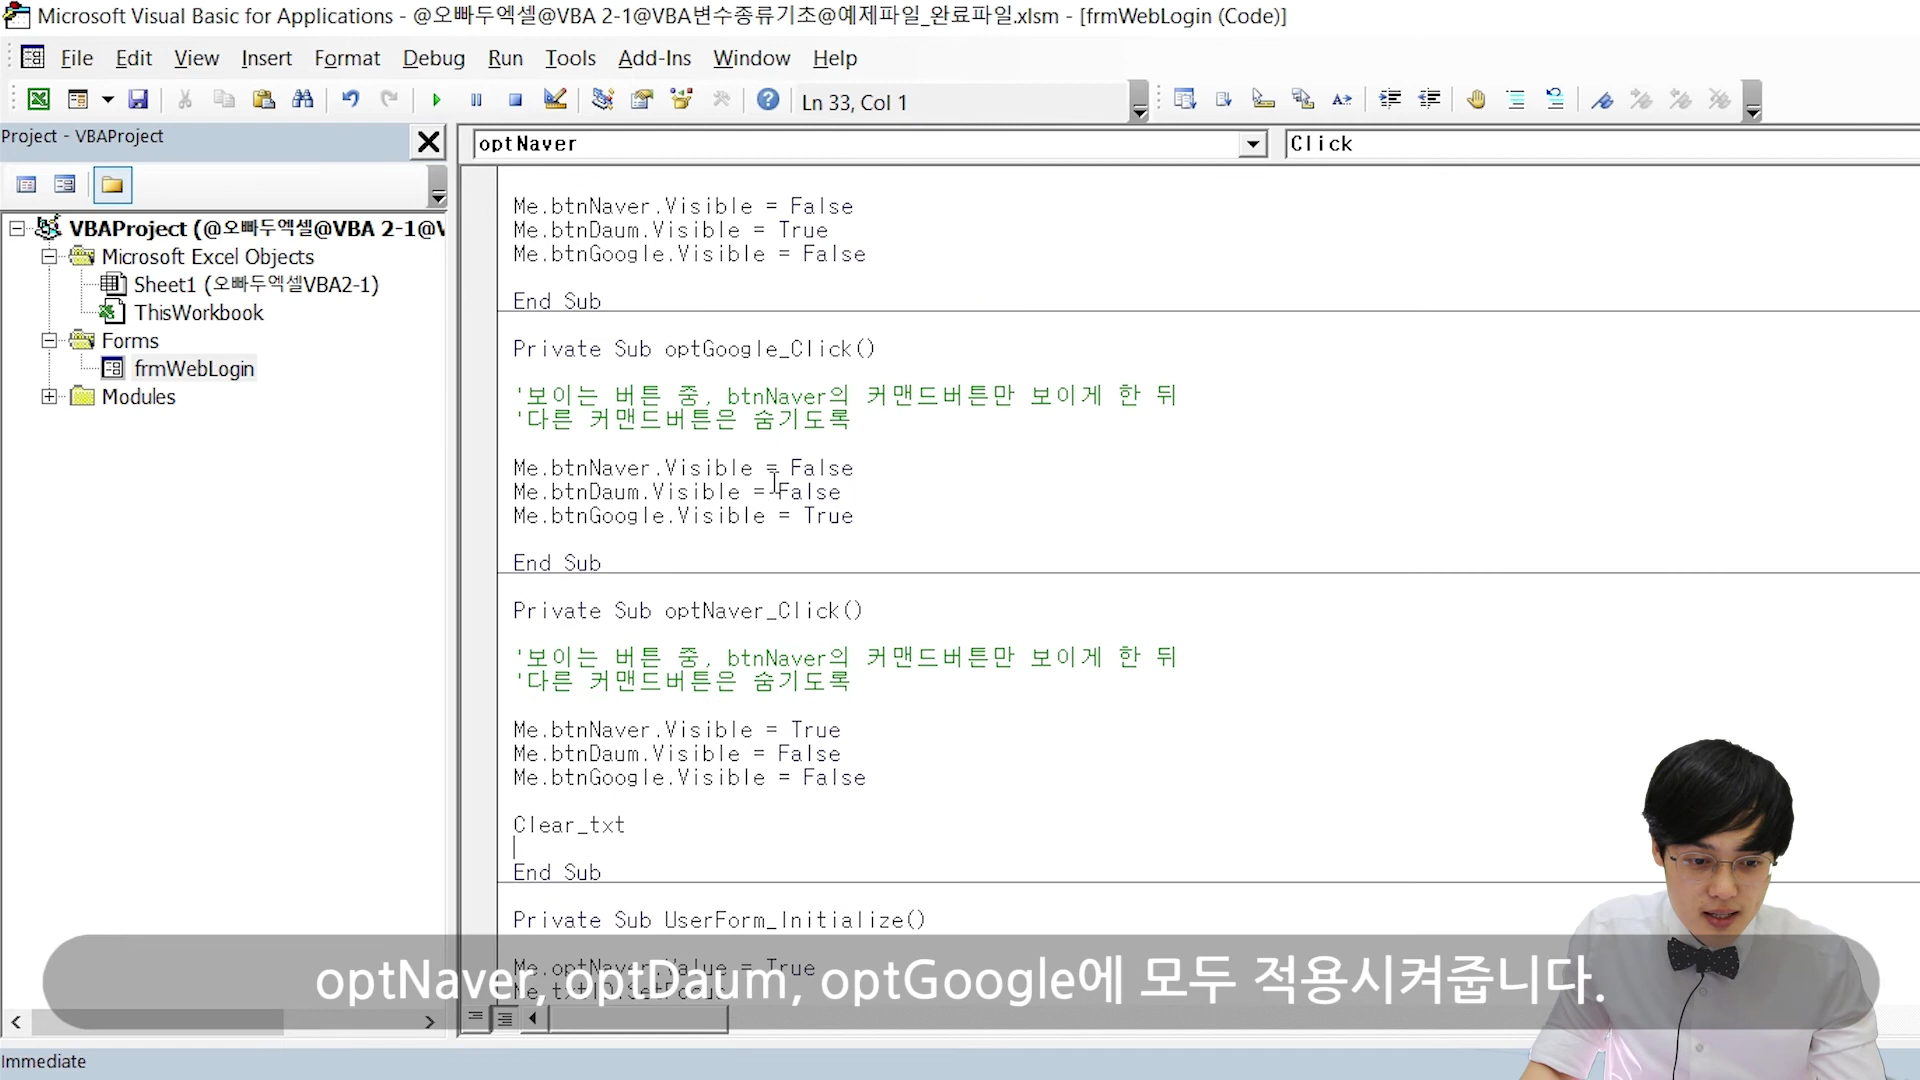 Microsoft Visual Basic for Applications - @오빠두엑셀@VBA 2-1@VBA변수종류기초@예제파일_완료파일.xlsm - [frmWebLogin (Code)]
File Edit View Insert Format Debug Run Tools Add-Ins Window Help
Ln 33, Col 1
Project - VBAProject
optNaver
Click
VBAProject (@오빠두엑셀@VBA 2-1@V
Microsoft Excel Objects
Sheet1 (오빠두엑셀VBA2-1)
ThisWorkbook
Forms
frmWebLogin
Modules
Me.btnNaver.Visible = False
Me.btnDaum.Visible = True
Me.btnGoogle.Visible = False
End Sub
Private Sub optGoogle_Click()
'보이는 버튼 중, btnNaver의 커맨드버튼만 보이게 한 뒤
'다른 커맨드버튼은 숨기도록
Me.btnNaver.Visible = False
Me.btnDaum.Visible = False
Me.btnGoogle.Visible = True
End Sub
Private Sub optNaver_Click()
'보이는 버튼 중, btnNaver의 커맨드버튼만 보이게 한 뒤
'다른 커맨드버튼은 숨기도록
Me.btnNaver.Visible = True
Me.btnDaum.Visible = False
Me.btnGoogle.Visible = False
Clear_txt
End Sub
Private Sub UserForm_Initialize()
Me.optNaver.Value = True
Me.txtID.SetFocus
optNaver, optDaum, optGoogle에 모두 적용시켜줍니다.
Immediate